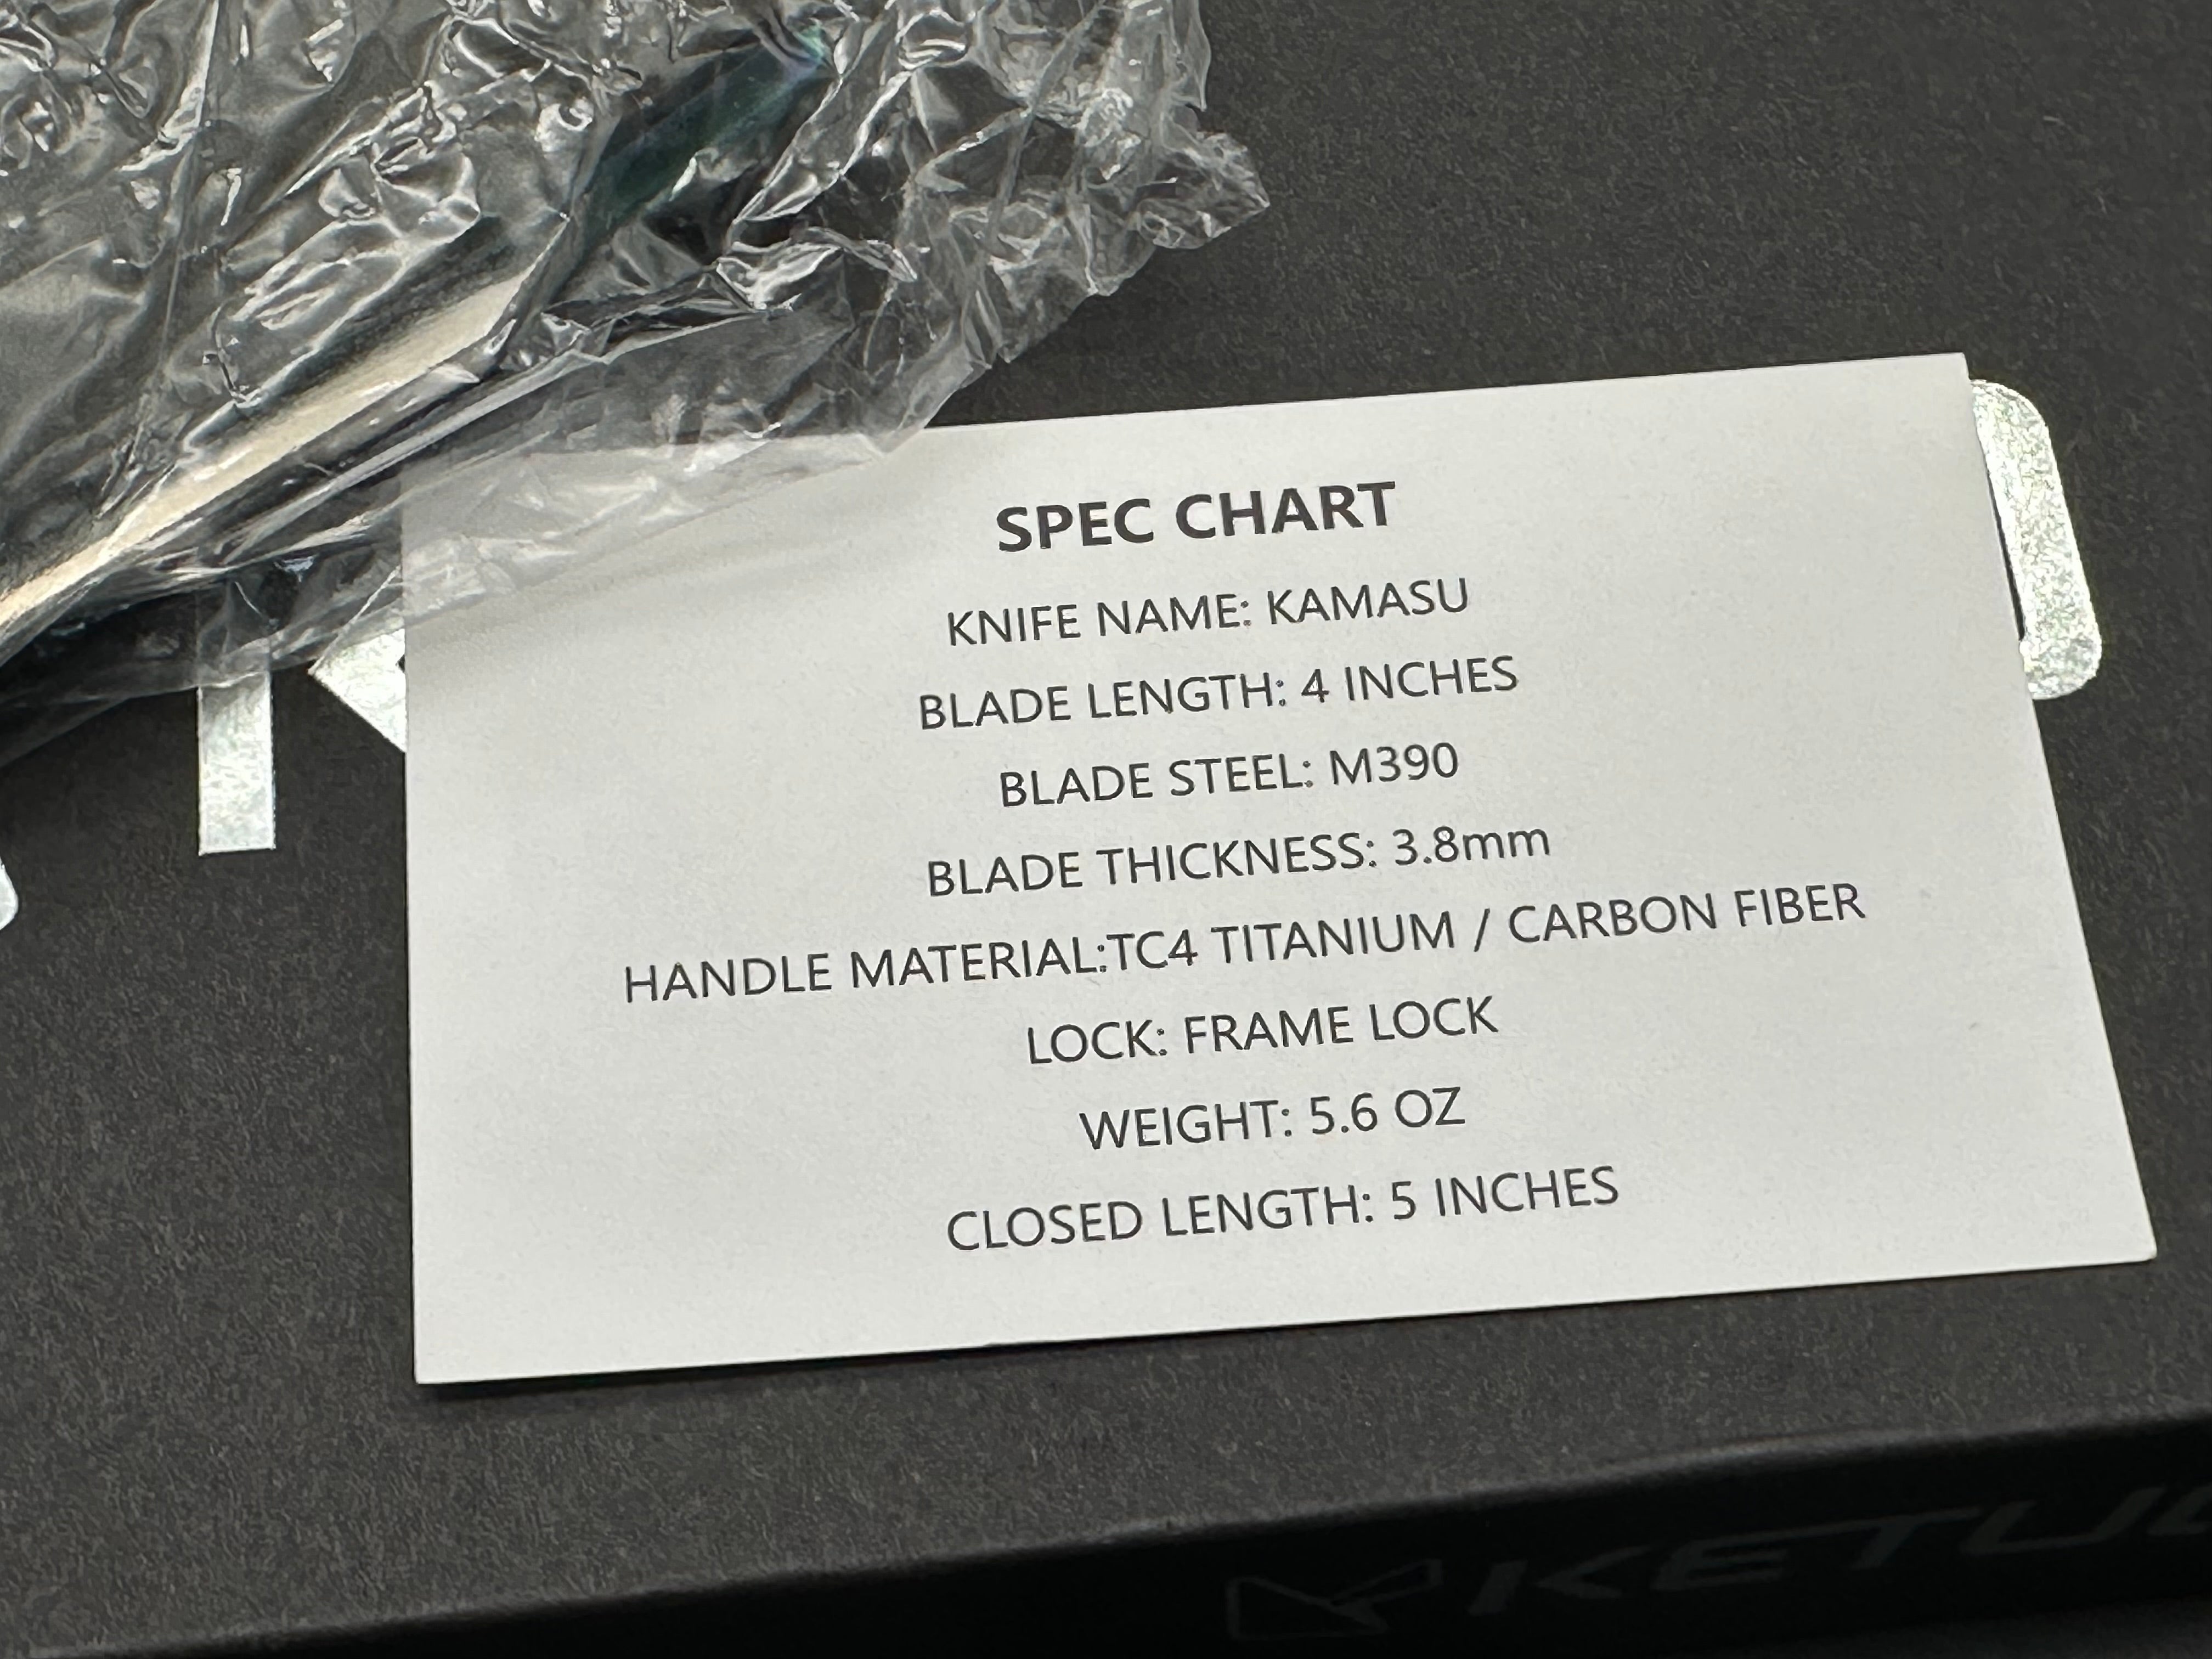 SPEC CHART
KNIFE NAME: KAMASU
BLADE LENGTH: 4 INCHES
BLADE STEEL: M390
BLADE THICKNESS: 3.8mm
HANDLE MATERIAL:TC4 TITANIUM / CARBON FIBER
LOCK: FRAME LOCK
WEIGHT: 5.6 OZ
CLOSED LENGTH: 5 INCHES